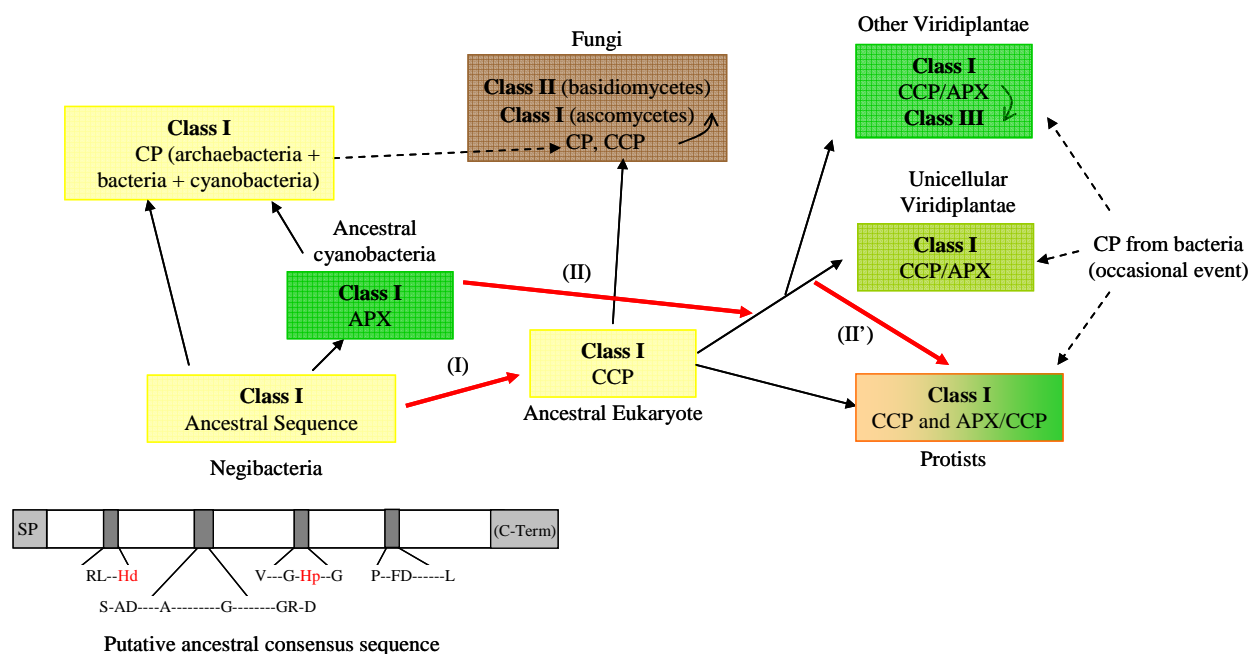 Other Viridiplantae
Fungi
Class I
CCP/APX
Class III
Class II (basidiomycetes)
Class I (ascomycetes)
CP, CCP
Class I
CP (archaebacteria +
bacteria + cyanobacteria)
Unicellular
Viridiplantae
Class I
CCP/APX
CP from bacteria
(occasional event)
Ancestral
cyanobacteria
Class I
APX
(II)
(II’)
(I)
Class I
CCP
Ancestral Eukaryote
Class I
Ancestral Sequence
Negibacteria
Class I
CCP and APX/CCP
Protists
SP
(C-Term)
RL--Hd
V---G-Hp--G
P--FD------L
S-AD----A---------G--------GR-D
Putative ancestral consensus sequence